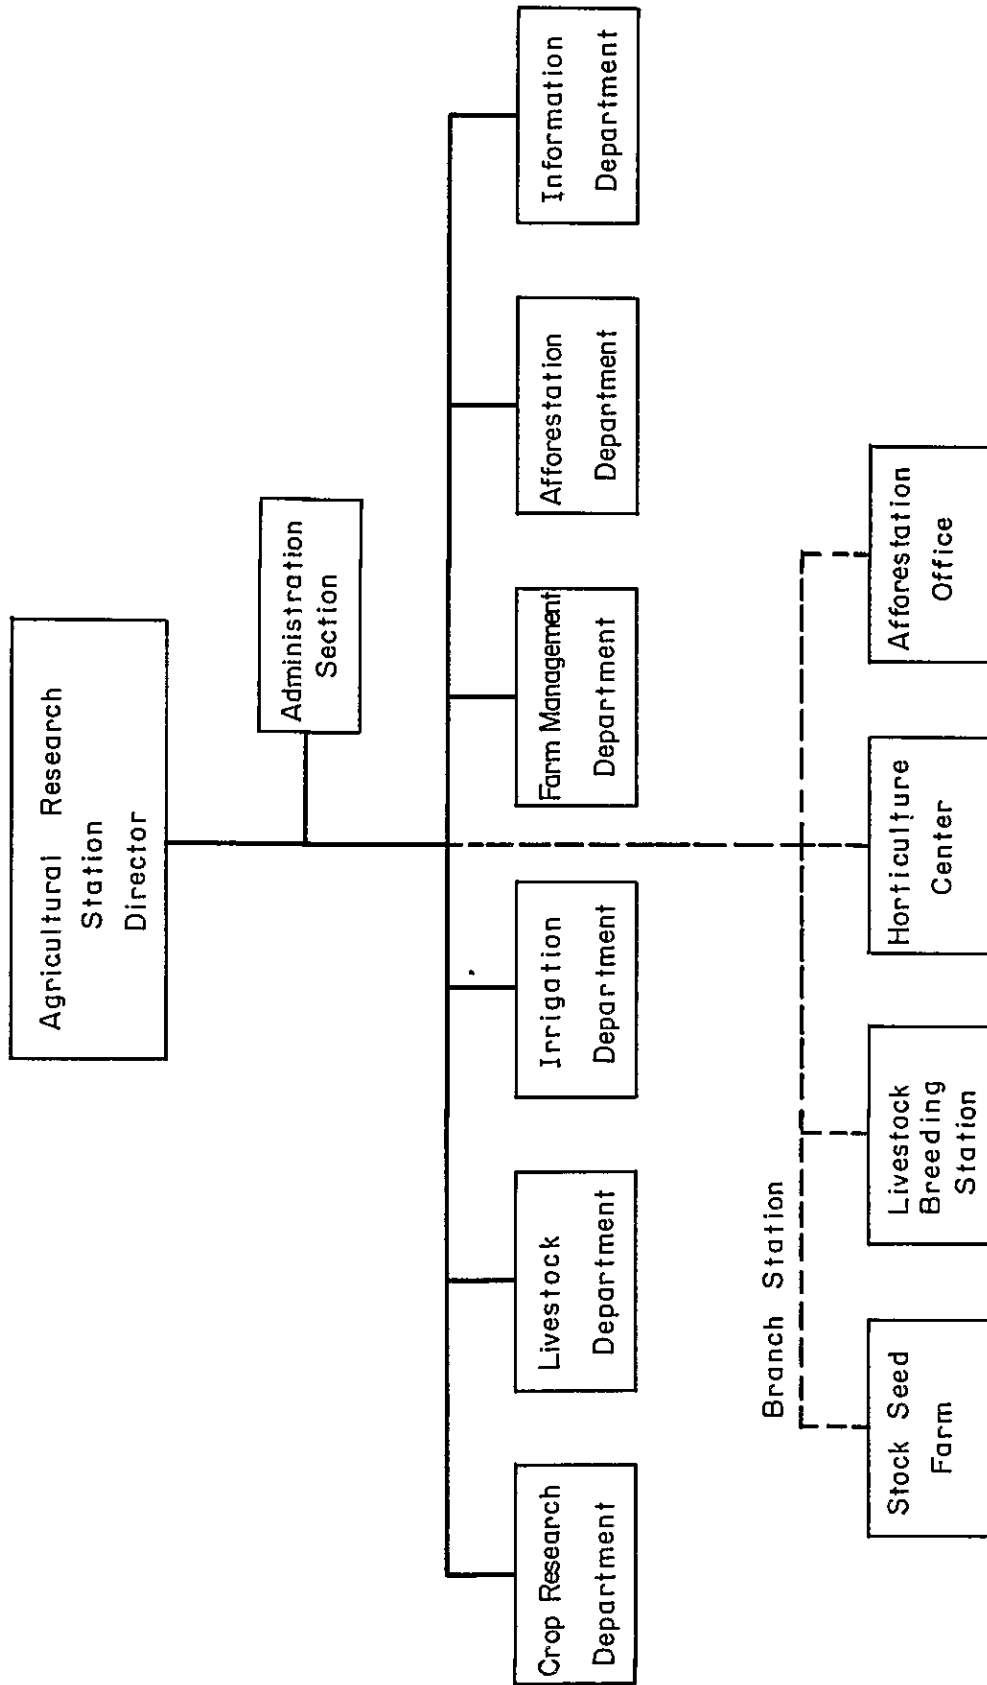 Agricultural Research
Station
Director
Administration
Section
Crop Research
Department
Livestock
Department
Irrigation
Department
Farm Management
Department
Afforestation
Department
Information
Department
Branch Station
Stock Seed
Farm
Livestock
Breeding
Station
Horticulture
Center
Afforestation
Office